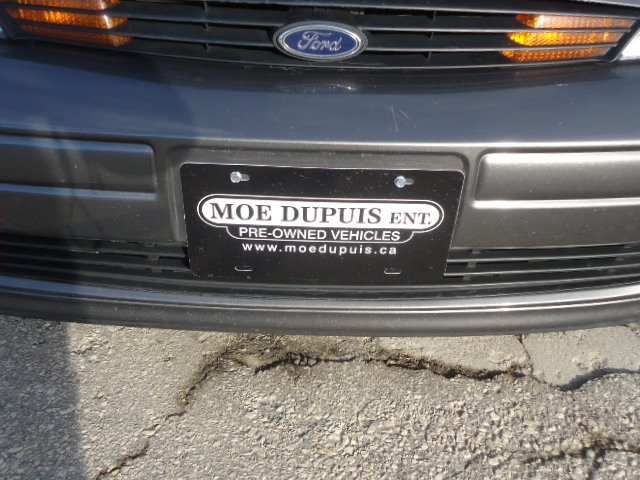 Ford
MOE DUPUIS ENT.
PRE-OWNED VEHICLES
www.moedupuis.ca